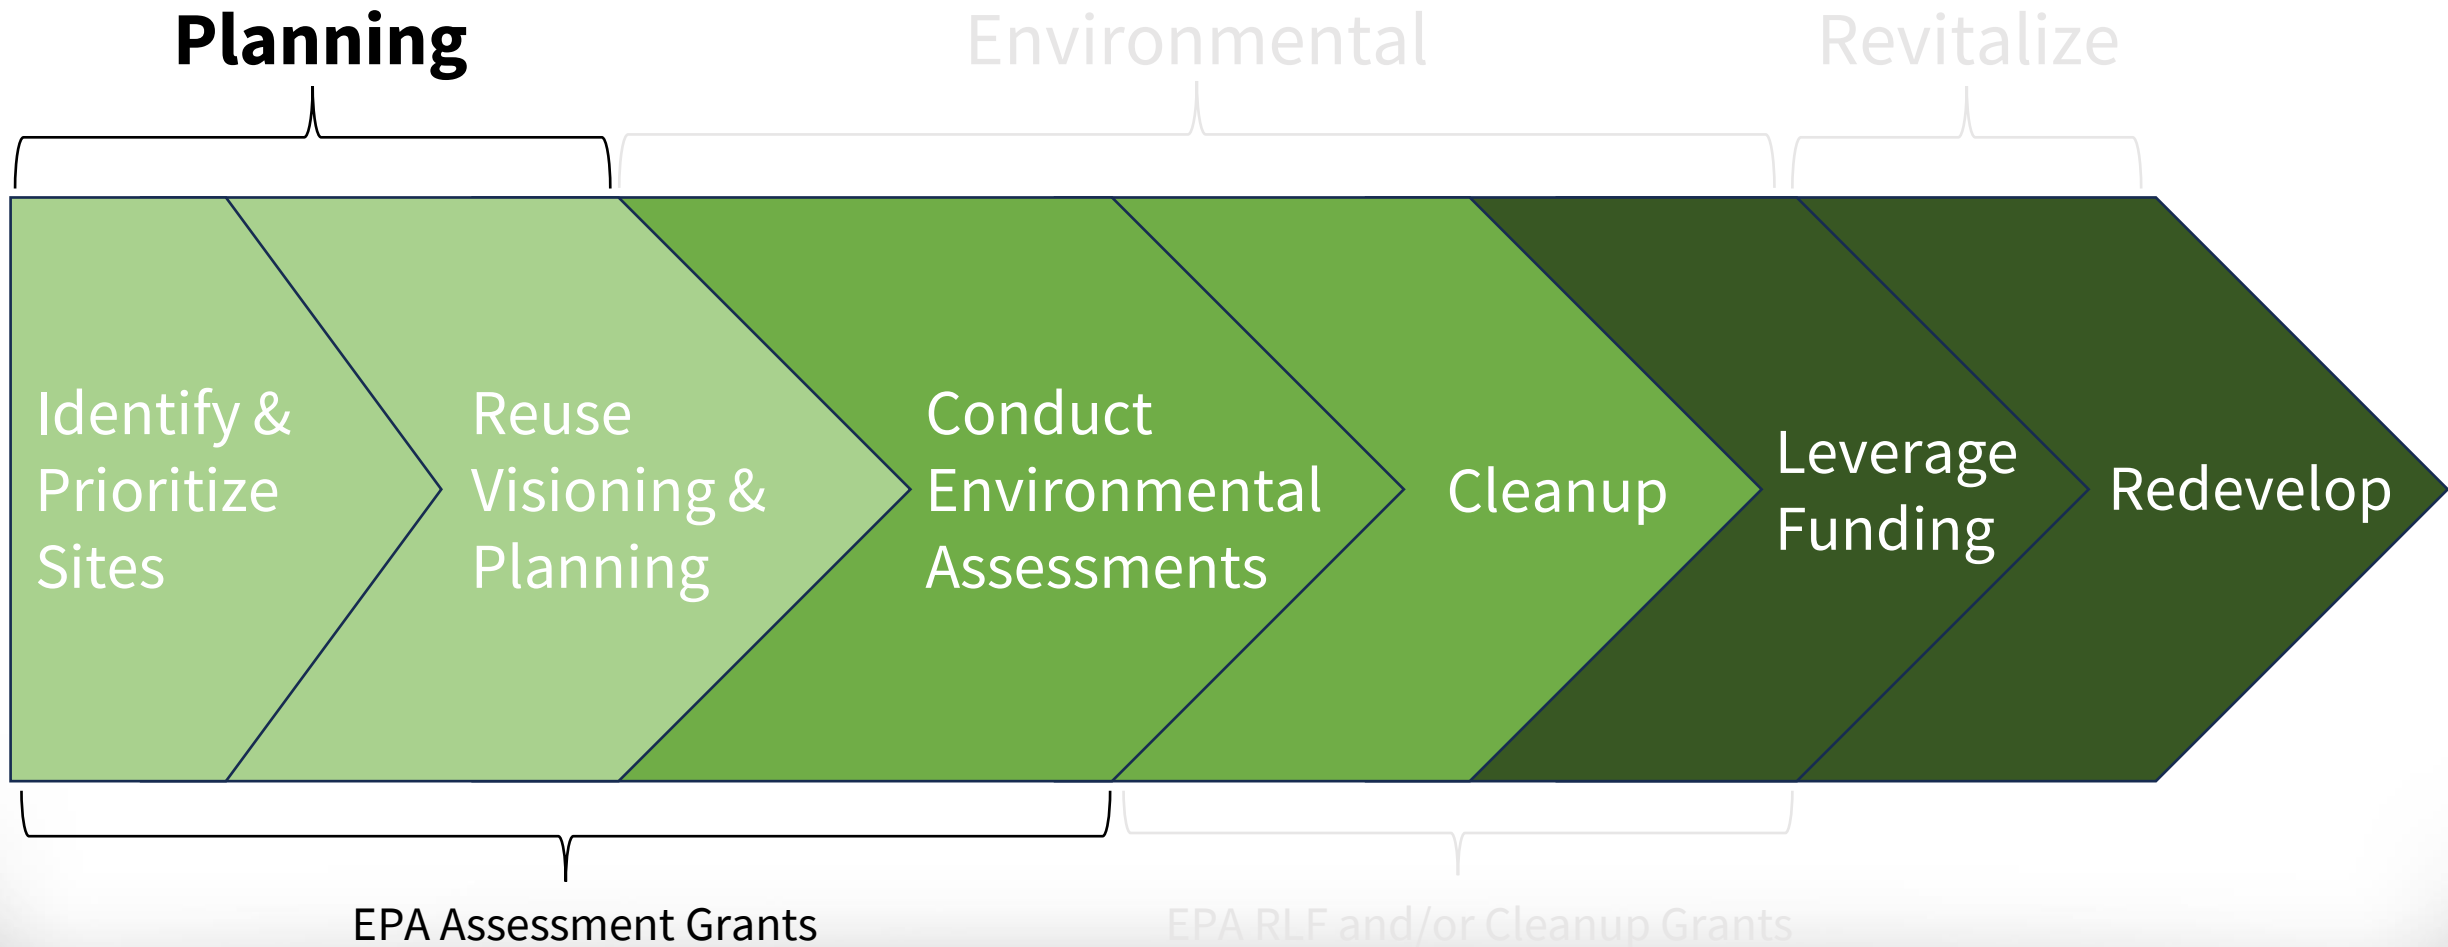 Planning
Environmental
Revitalize
Identify &
Prioritize
Sites
Reuse
Visioning &
Planning
Conduct
Environmental
Assessments
Cleanup
Leverage
Funding
Redevelop
EPA Assessment Grants
EPA RLF and/or Cleanup Grants